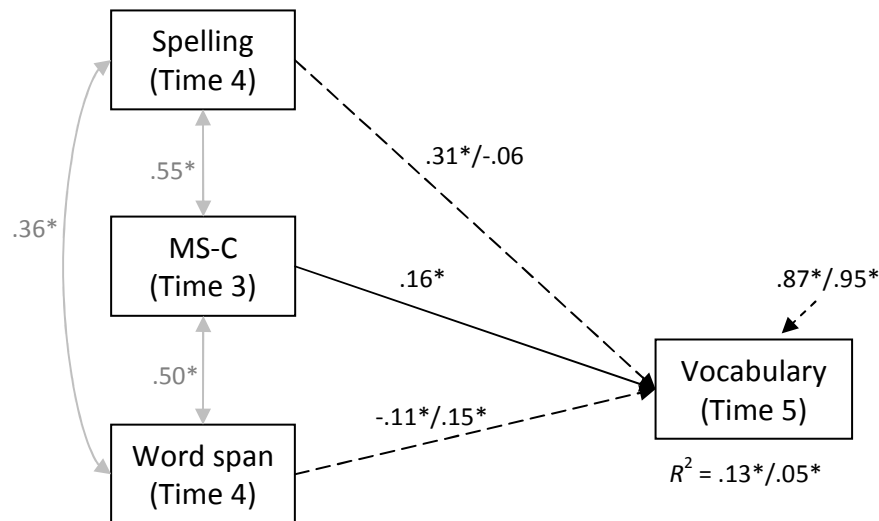 Spelling
(Time 4)
.31*/-.06
.55*
.36*
MS-C
(Time 3)
.16*
.87*/.95*
.50*
Vocabulary
(Time 5)
-.11*/.15*
Word span
(Time 4)
R² = .13*/.05*